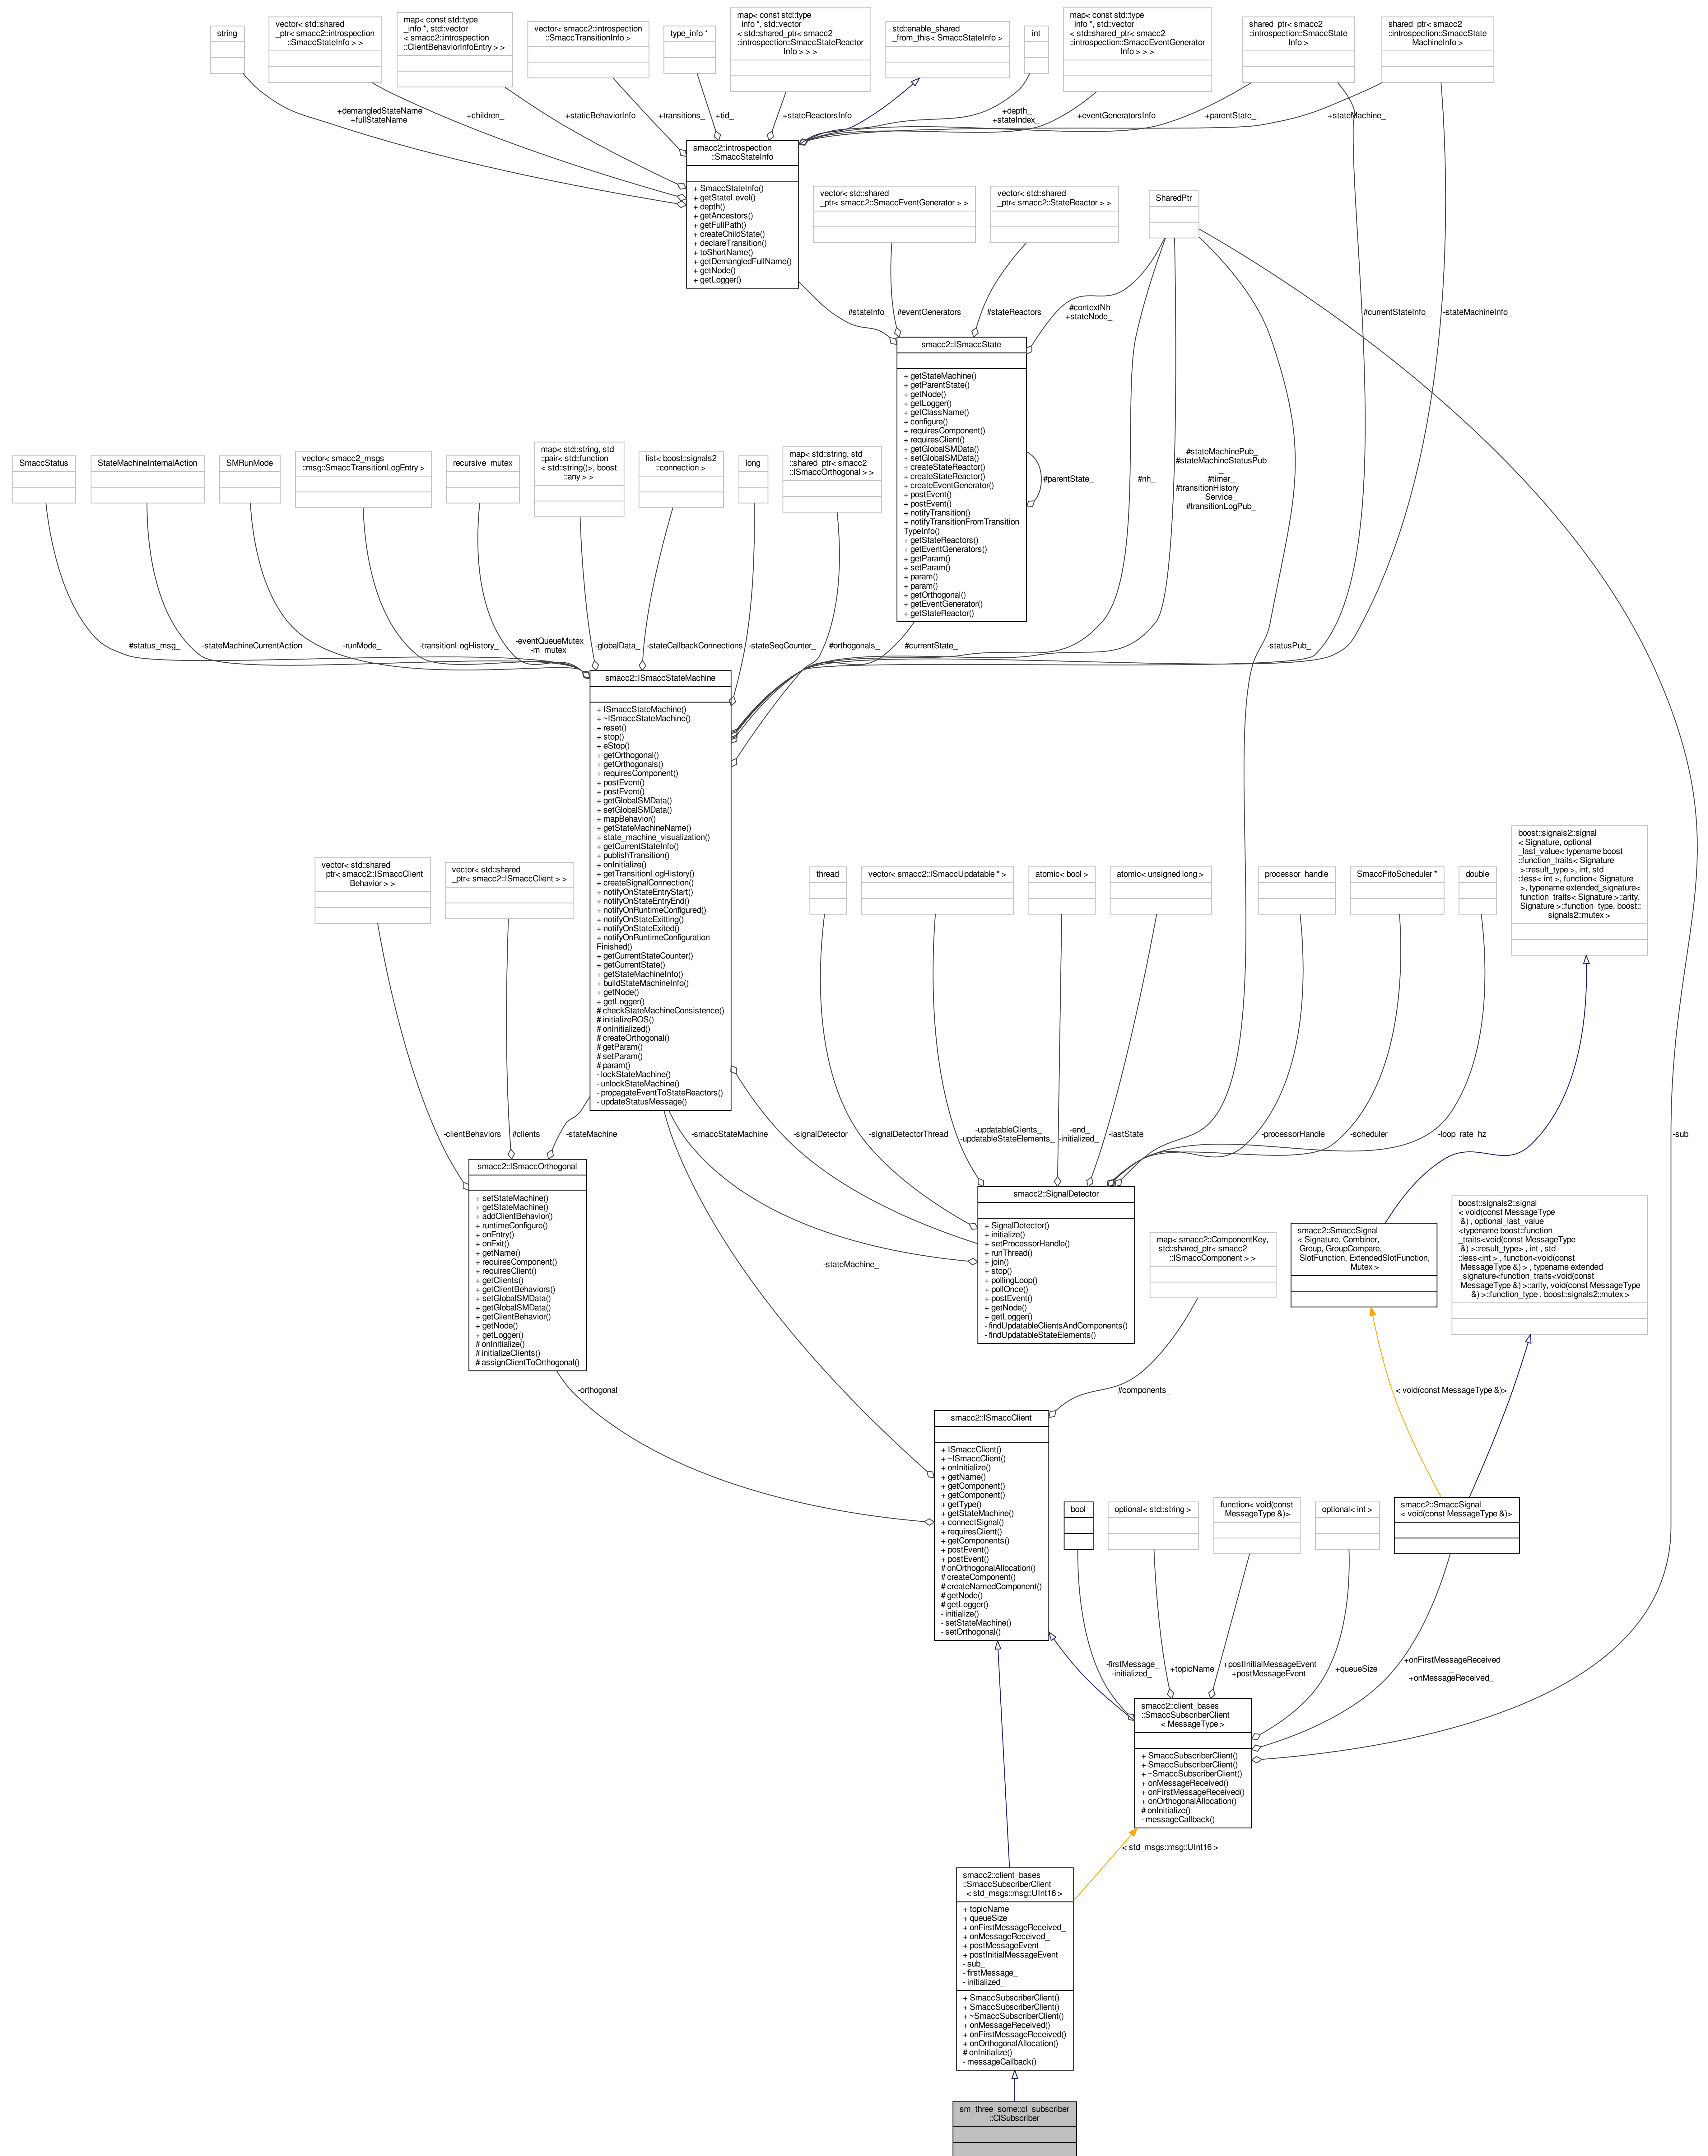 string
vector< std::shared
_ptr< smacc2::introspection
::SmaccStateInfo > >
map< const std::type
_info *, std::vector
< smacc2::introspection
::ClientBehaviorInfoEntry > >
vector< smacc2::introspection
::SmaccTransitionInfo >
type_info *
map< const std::type
_info *, std::vector
< std::shared_ptr< smacc2
::introspection::SmaccStateReactor
Info > > >
std::enable_shared
_from_this< SmaccStateInfo >
int
map< const std::type
_info *, std::vector
< std::shared_ptr< smacc2
::introspection::SmaccEventGenerator
Info > > >
shared_ptr< smacc2
::introspection::SmaccState
Info >
shared_ptr< smacc2
::introspection::SmaccState
MachineInfo >
+demangledStateName
+fullStateName
+children_
+staticBehaviorInfo
+transitions_
+tid_
+stateReactorsInfo
+depth_
+stateIndex_
+eventGeneratorsInfo
+parentState_
+stateMachine_
smacc2::introspection
::SmaccStateInfo
+ SmaccStateInfo()
+ getStateLevel()
+ depth()
+ getAncestors()
+ getFullPath()
+ createChildState()
+ declareTransition()
+ toShortName()
+ getDemangledFullName()
+ getNode()
+ getLogger()
vector< std::shared
_ptr< smacc2::SmaccEventGenerator > >
vector< std::shared
_ptr< smacc2::StateReactor > >
SharedPtr
#stateInfo_
#eventGenerators_
#stateReactors_
#contextNh
+stateNode_
#currentStateInfo_
-stateMachineInfo_
smacc2::ISmaccState
+ getStateMachine()
+ getParentState()
+ getNode()
+ getLogger()
+ getClassName()
+ configure()
+ requiresComponent()
+ requiresClient()
+ getGlobalSMData()
+ setGlobalSMData()
+ createStateReactor()
+ createStateReactor()
+ createEventGenerator()
+ postEvent()
+ postEvent()
+ notifyTransition()
+ notifyTransitionFromTransition
TypeInfo()
+ getStateReactors()
+ getEventGenerators()
+ getParam()
+ setParam()
+ param()
+ param()
+ getOrthogonal()
+ getEventGenerator()
+ getStateReactor()
#parentState_
#nh_
#stateMachinePub_
#stateMachineStatusPub
_
#timer_
#transitionHistory
Service_
#transitionLogPub_
SmaccStatus
StateMachineInternalAction
SMRunMode
vector< smacc2_msgs
::msg::SmaccTransitionLogEntry >
recursive_mutex
map< std::string, std
::pair< std::function
< std::string()>, boost
::any > >
list< boost::signals2
::connection >
long
map< std::string, std
::shared_ptr< smacc2
::ISmaccOrthogonal > >
#status_msg_
-stateMachineCurrentAction
-runMode_
-transitionLogHistory_
-eventQueueMutex_
-m_mutex_
-globalData_
-stateCallbackConnections
-stateSeqCounter_
#orthogonals_
#currentState_
-statusPub_
smacc2::ISmaccStateMachine
+ ISmaccStateMachine()
+ ~ISmaccStateMachine()
+ reset()
+ stop()
+ eStop()
+ getOrthogonal()
+ getOrthogonals()
+ requiresComponent()
+ postEvent()
+ postEvent()
+ getGlobalSMData()
+ setGlobalSMData()
+ mapBehavior()
+ getStateMachineName()
+ state_machine_visualization()
+ getCurrentStateInfo()
+ publishTransition()
+ onInitialize()
+ getTransitionLogHistory()
+ createSignalConnection()
+ notifyOnStateEntryStart()
+ notifyOnStateEntryEnd()
+ notifyOnRuntimeConfigured()
+ notifyOnStateExitting()
+ notifyOnStateExited()
+ notifyOnRuntimeConfiguration
Finished()
+ getCurrentStateCounter()
+ getCurrentState()
+ getStateMachineInfo()
+ buildStateMachineInfo()
+ getNode()
+ getLogger()
# checkStateMachineConsistence()
# initializeROS()
# onInitialized()
# createOrthogonal()
# getParam()
# setParam()
# param()
- lockStateMachine()
- unlockStateMachine()
- propagateEventToStateReactors()
- updateStatusMessage()
vector< std::shared
_ptr< smacc2::ISmaccClient
Behavior > >
vector< std::shared
_ptr< smacc2::ISmaccClient > >
thread
vector< smacc2::ISmaccUpdatable * >
atomic< bool >
atomic< unsigned long >
processor_handle
SmaccFifoScheduler *
double
boost::signals2::signal
< Signature, optional
_last_value< typename boost
::function_traits< Signature
>::result_type >, int, std
::less< int >, function< Signature
>, typename extended_signature<
function_traits< Signature >::arity,
Signature >::function_type, boost::
signals2::mutex >
-clientBehaviors_
#clients_
-stateMachine_
-smaccStateMachine_
-signalDetector_
-signalDetectorThread_
-updatableClients_
-updatableStateElements_
-end_
-initialized_
-lastState_
-processorHandle_
-scheduler_
-loop_rate_hz
-sub_
smacc2::ISmaccOrthogonal
+ setStateMachine()
+ getStateMachine()
+ addClientBehavior()
+ runtimeConfigure()
+ onEntry()
+ onExit()
+ getName()
+ requiresComponent()
+ requiresClient()
+ getClients()
+ getClientBehaviors()
+ setGlobalSMData()
+ getGlobalSMData()
+ getClientBehavior()
+ getNode()
+ getLogger()
# onInitialize()
# initializeClients()
# assignClientToOrthogonal()
smacc2::SignalDetector
+ SignalDetector()
+ initialize()
+ setProcessorHandle()
+ runThread()
+ join()
+ stop()
+ pollingLoop()
+ pollOnce()
+ postEvent()
+ getNode()
+ getLogger()
- findUpdatableClientsAndComponents()
- findUpdatableStateElements()
-stateMachine_
map< smacc2::ComponentKey,
std::shared_ptr< smacc2
::ISmaccComponent > >
smacc2::SmaccSignal
< Signature, Combiner,
Group, GroupCompare,
SlotFunction, ExtendedSlotFunction,
Mutex >
boost::signals2::signal
< void(const MessageType
&) , optional_last_value
<typename boost::function
_traits<void(const MessageType
&) >::result_type> , int , std
::less<int > , function<void(const
MessageType &) > , typename extended
_signature<function_traits<void(const
MessageType &) >::arity, void(const MessageType
&) >::function_type , boost::signals2::mutex >
-orthogonal_
#components_
< void(const MessageType &)>
smacc2::ISmaccClient
+ ISmaccClient()
+ ~ISmaccClient()
+ onInitialize()
+ getName()
+ getComponent()
+ getComponent()
+ getType()
+ getStateMachine()
+ connectSignal()
+ requiresClient()
+ getComponents()
+ postEvent()
+ postEvent()
# onOrthogonalAllocation()
# createComponent()
# createNamedComponent()
# getNode()
# getLogger()
- initialize()
- setStateMachine()
- setOrthogonal()
bool
optional< std::string >
function< void(const
MessageType &)>
optional< int >
smacc2::SmaccSignal
< void(const MessageType &)>
-firstMessage_
-initialized_
+topicName
+postInitialMessageEvent
+postMessageEvent
+queueSize
+onFirstMessageReceived
_
+onMessageReceived_
smacc2::client_bases
::SmaccSubscriberClient
< MessageType >
+ SmaccSubscriberClient()
+ SmaccSubscriberClient()
+ ~SmaccSubscriberClient()
+ onMessageReceived()
+ onFirstMessageReceived()
+ onOrthogonalAllocation()
# onInitialize()
- messageCallback()
< std_msgs::msg::UInt16 >
smacc2::client_bases
::SmaccSubscriberClient
< std_msgs::msg::UInt16 >
+ topicName
+ queueSize
+ onFirstMessageReceived_
+ onMessageReceived_
+ postMessageEvent
+ postInitialMessageEvent
- sub_
- firstMessage_
- initialized_
+ SmaccSubscriberClient()
+ SmaccSubscriberClient()
+ ~SmaccSubscriberClient()
+ onMessageReceived()
+ onFirstMessageReceived()
+ onOrthogonalAllocation()
# onInitialize()
- messageCallback()
sm_three_some::cl_subscriber
::ClSubscriber